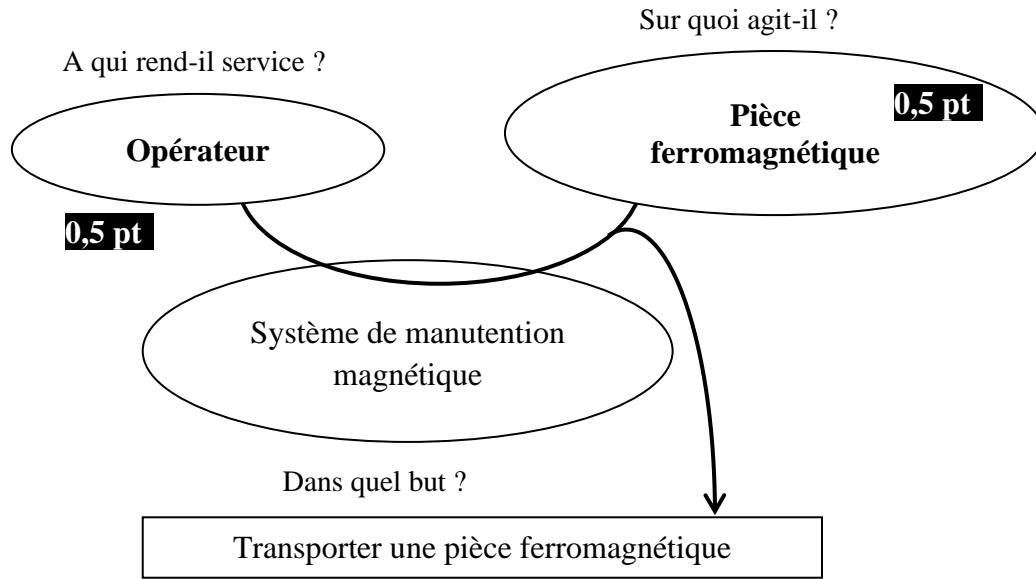 Sur quoi agit-il ?
A qui rend-il service ?
0,5 pt
Opérateur
Pièce
ferromagnétique
0,5 pt
Système de manutention
magnétique
Dans quel but ?
Transporter une pièce ferromagnétique